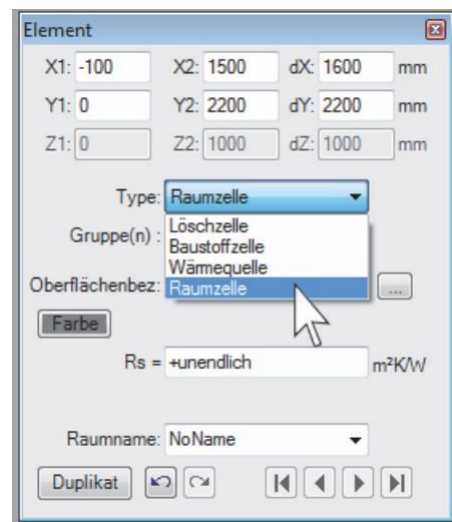 Element
X1: -100 X2: 1500 dX: 1600 mm
Y1: 0 Y2: 2200 dY: 2200 mm
Z1: 0 Z2: 1000 dZ: 1000 mm
Type: Raumzelle
Gruppe(n) : Löschzelle
Baustoffzelle
Wärmequelle
Oberflächenbez: Raumzelle ...
Farbe
Rs = +unendlich m²K/W
Raumname: NoName
Duplikat